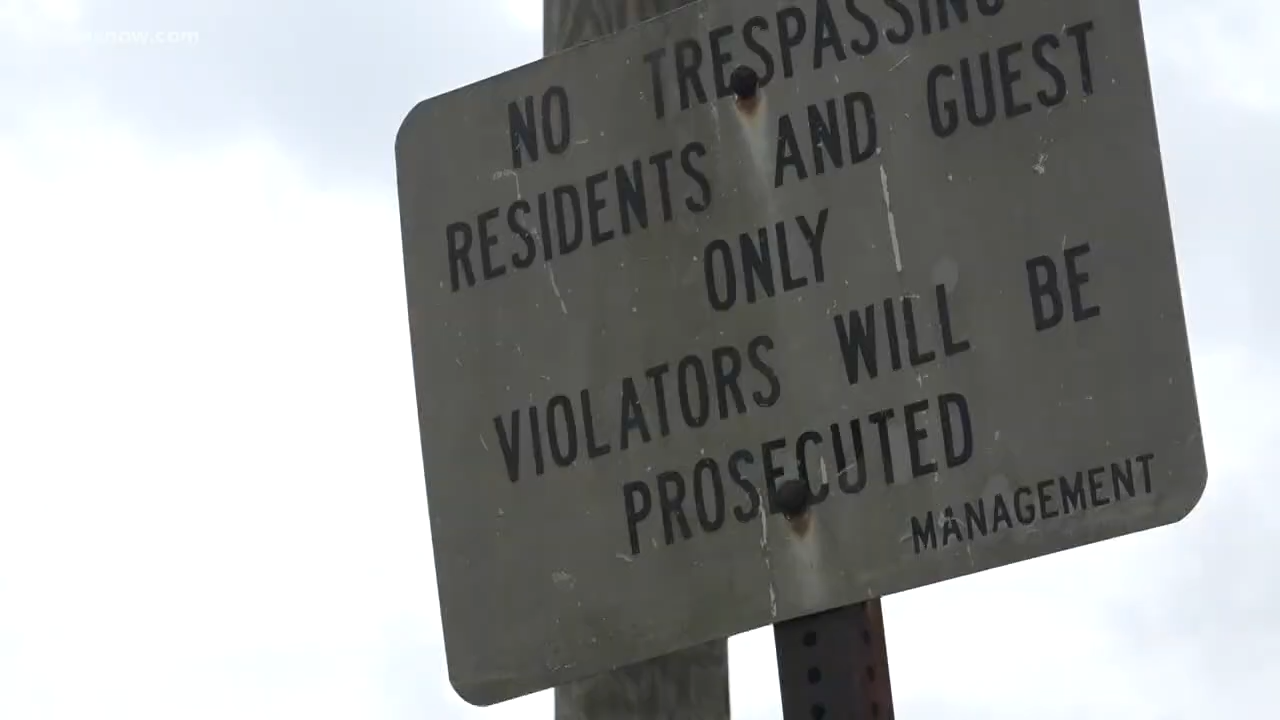 NO TRESPASSING
RESIDENTS AND GUEST
ONLY
VIOLATORS WILL BE
PROSECUTED
MANAGEMENT